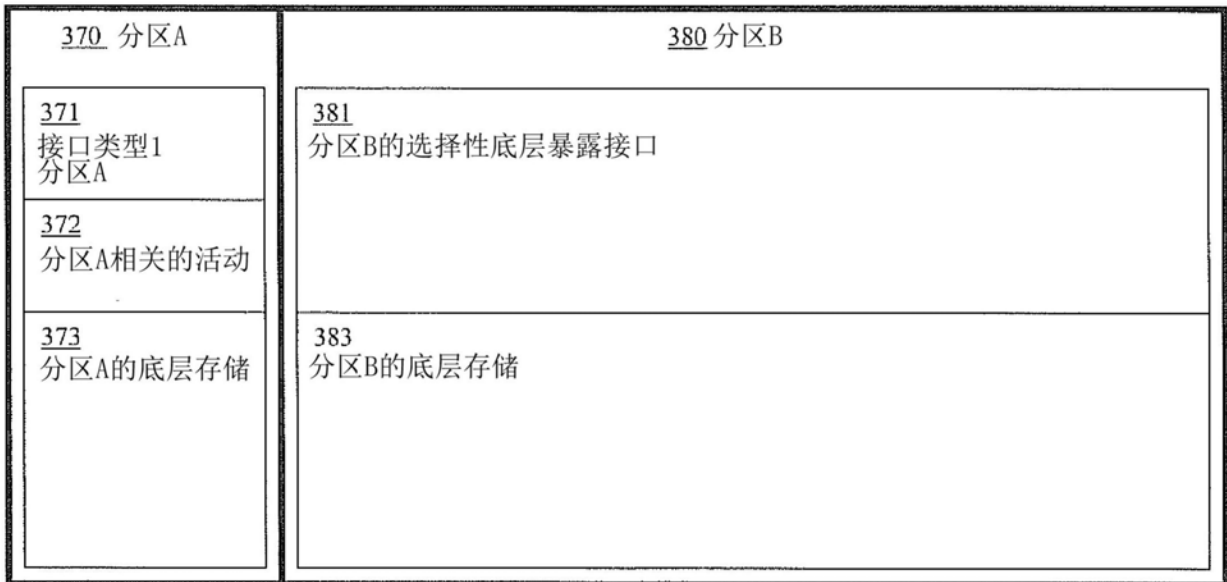 370 分区A
371
接口类型1
分区A
372
分区A相关的活动
373
分区A的底层存储
380 分区B
381
分区B的选择性底层暴露接口
383
分区B的底层存储